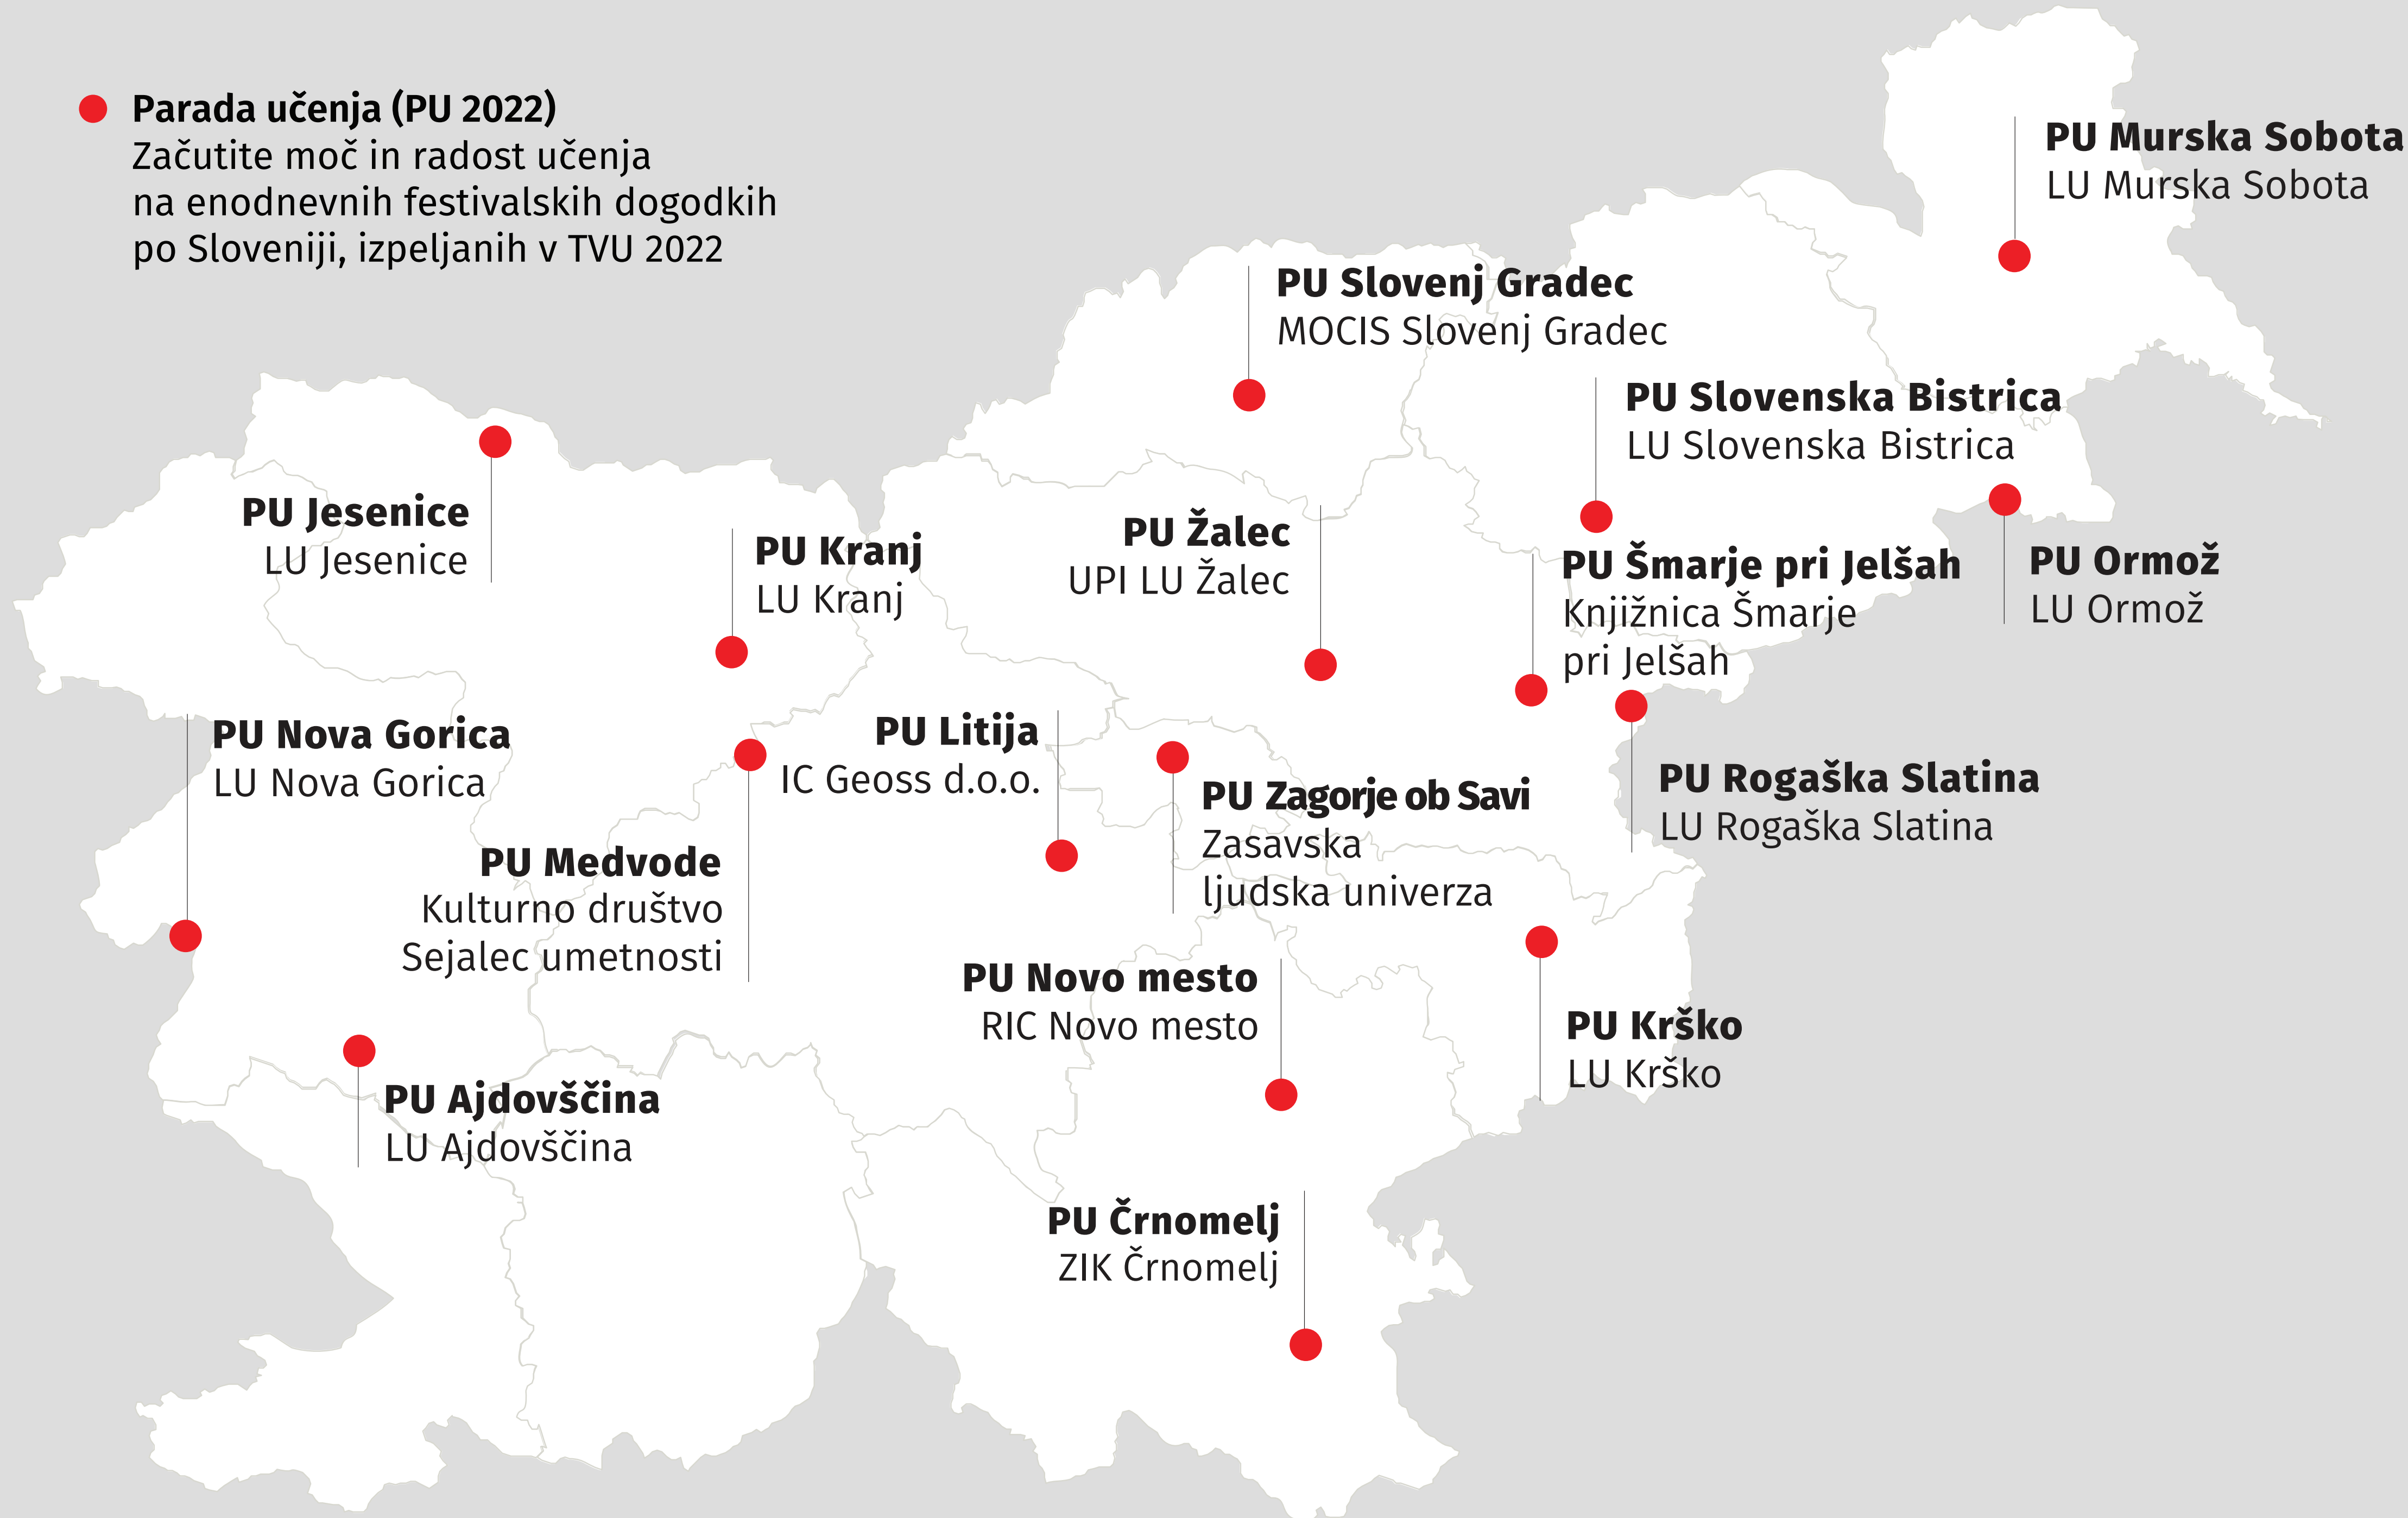 Parada učenja (PU 2022)
Začutite moč in radost učenja
na enodnevnih festivalskih dogodkih
po Sloveniji, izpeljanih v TVU 2022
PU Murska Sobota
LU Murska Sobota
PU Slovenj Gradec
MOCIS Slovenj Gradec
PU Slovenska Bistrica
LU Slovenska Bistrica
PU Jesenice
LU Jesenice
PU Kranj
LU Kranj
PU Žalec
UPI LU Žalec
PU Šmarje pri Jelšah
Knjižnica Šmarje
pri Jelšah
PU Ormož
LU Ormož
PU Nova Gorica
LU Nova Gorica
PU Litija
IC Geoss d.o.o.
PU Zagorje ob Savi
Zasavska
ljudska univerza
PU Rogaška Slatina
LU Rogaška Slatina
PU Medvode
Kulturno društvo
Sejalec umetnosti
PU Novo mesto
RIC Novo mesto
PU Krško
LU Krško
PU Ajdovščina
LU Ajdovščina
PU Črnomelj
ZIK Črnomelj